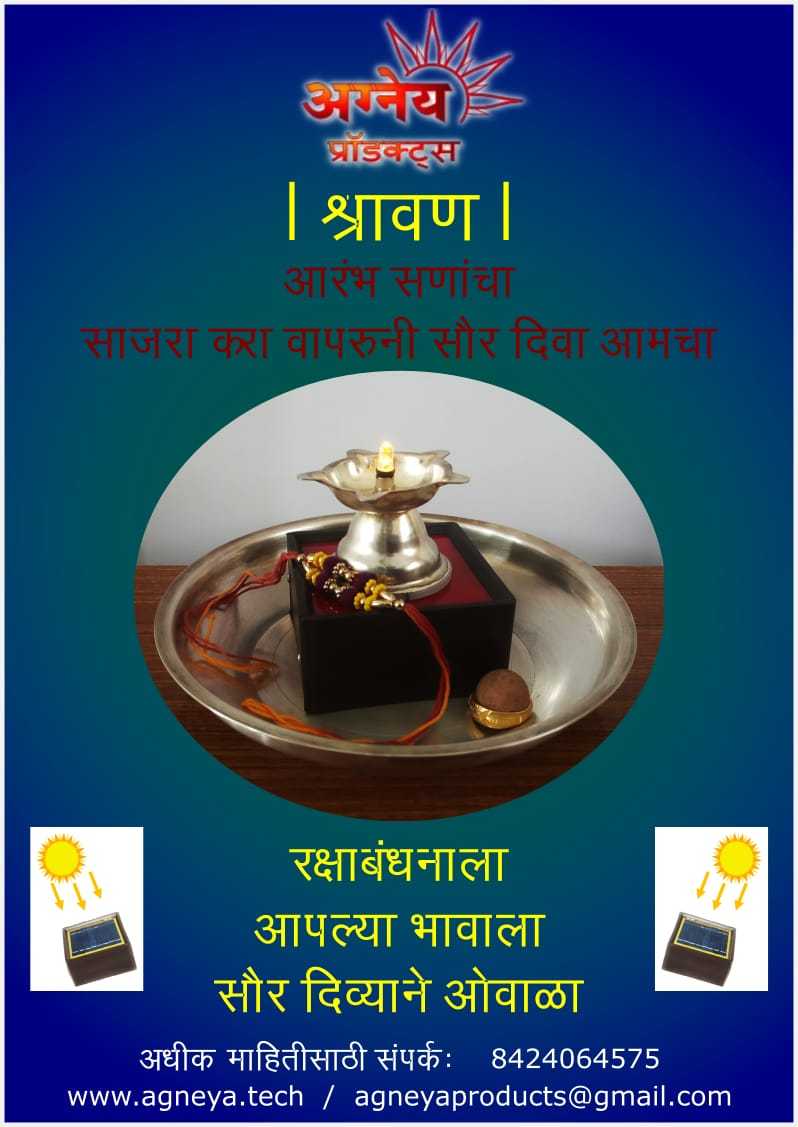 अग्नेय
प्रॉडक्ट्स
। श्रावण ।
आरंभ सणांचा
साजरा करा वापरुनी सौर दिवा आमचा
रक्षाबंधनाला
आपल्या भावाला
सौर दिव्याने ओवाळा
अधीक माहितीसाठी संपर्क: 8424064575
www.agneya.tech / agneyaproducts@gmail.com